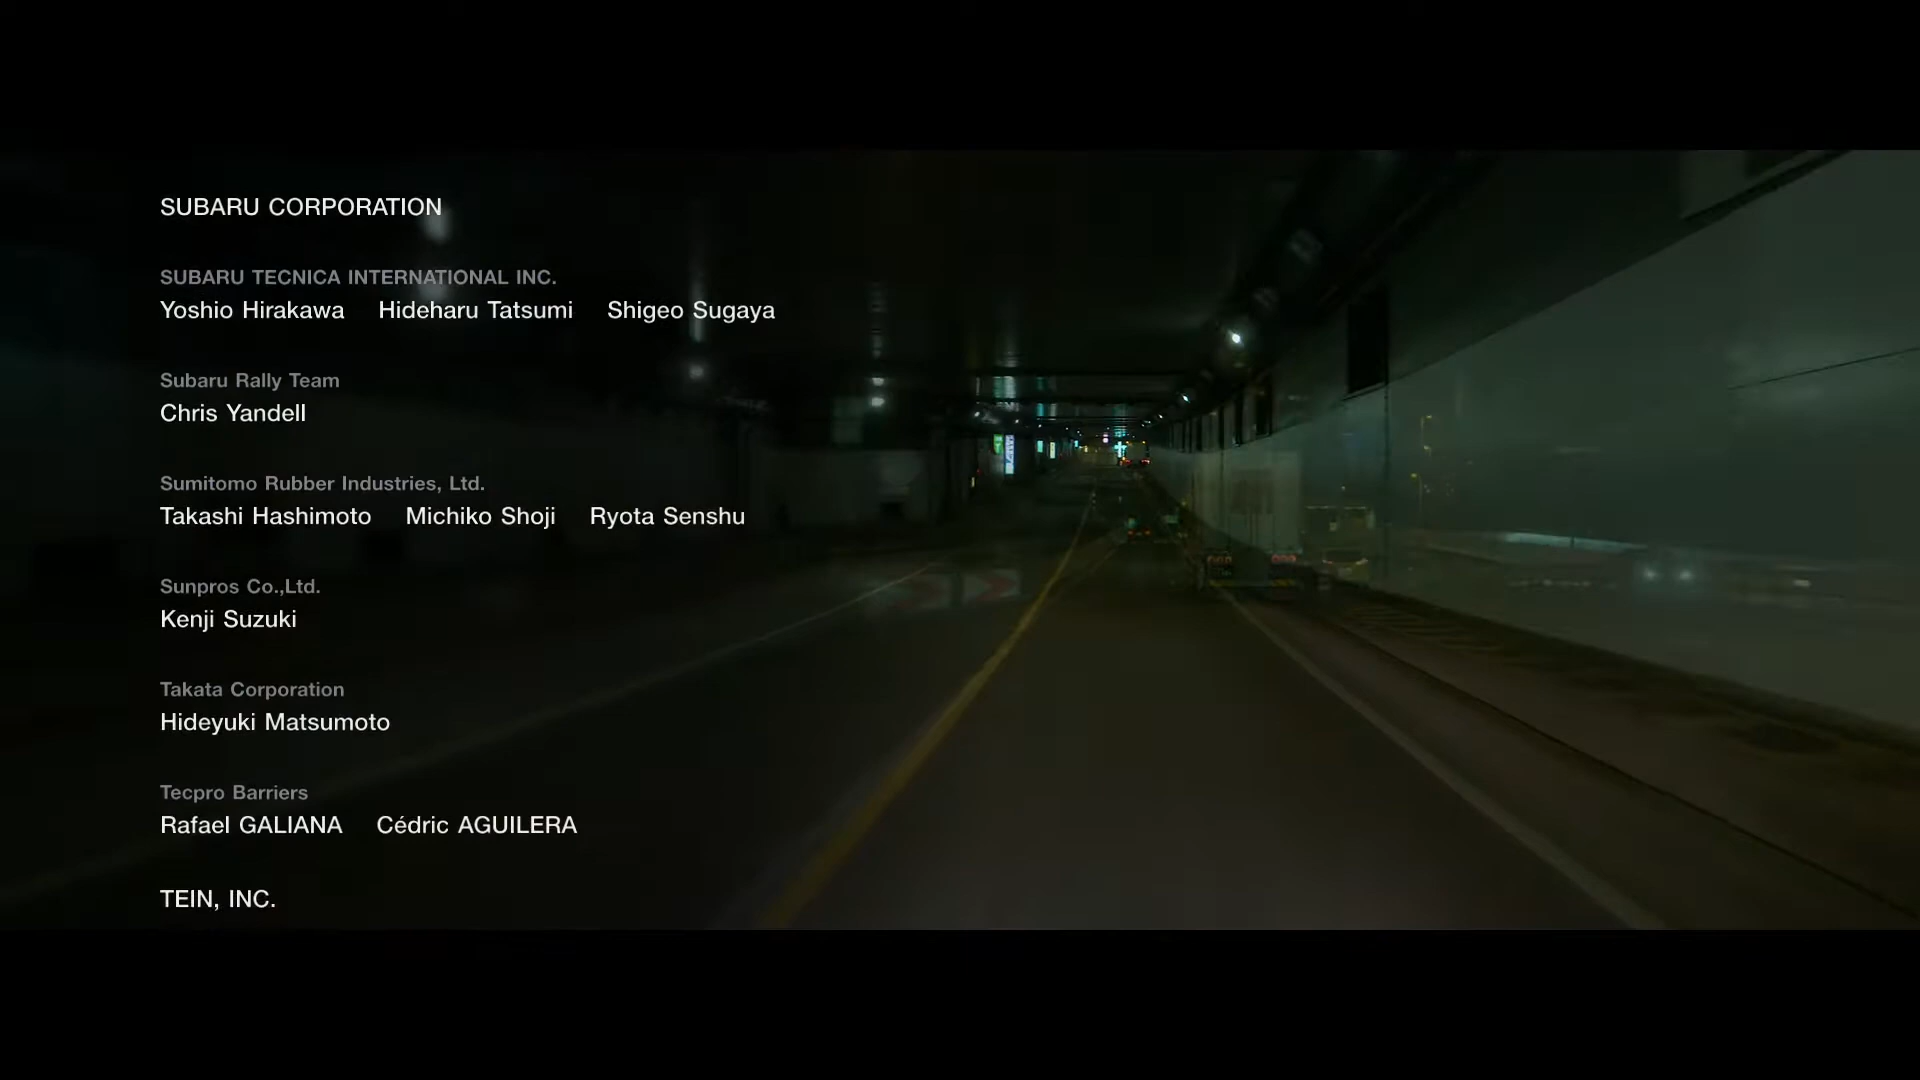 SUBARU CORPORATION
SUBARU TECNICA INTERNATIONAL INC.
Yoshio Hirakawa Hideharu Tatsumi Shigeo Sugaya
Subaru Rally Team
Chris Yandell
Sumitomo Rubber Industries, Ltd.
Takashi Hashimoto Michiko Shoji Ryota Senshu
Sunpros Co.,Ltd.
Kenji Suzuki
Takata Corporation
Hideyuki Matsumoto
Tecpro Barriers
Rafael GALIANA Cédric AGUILERA
TEIN, INC.